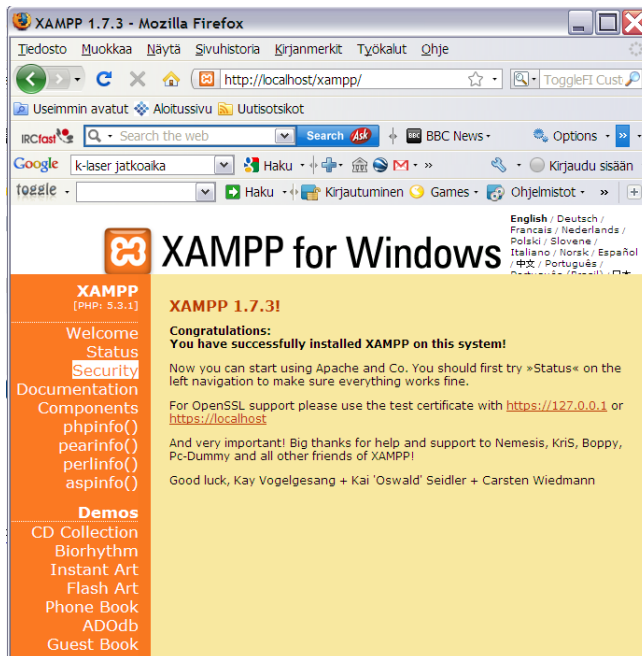 XAMPP 1.7.3 - Mozilla Firefox
Tiedosto Muokkaa Näytä Sivuhistoria Kirjanmerkit Työkalut Ohje
http://localhost/xampp/ ToggleFI Cust
Useimmin avatut Aloitussivu Uutisotsikot
IRCfast Search the web Search Ask BBC BBC News Options »
Google k-laser jatkoaika Haku » Kirjaudu sisään
toggle Haku Kirjautuminen Games Ohjelmistot »
XAMPP for Windows
English / Deutsch /
Francais / Nederlands /
Polski / Slovene /
Italiano / Norsk / Español
/ 中文 / Português /
Português (Brasil) / 日本
XAMPP
[PHP: 5.3.1]
Welcome
Status
Security
Documentation
Components
phpinfo()
pearinfo()
perlinfo()
aspinfo()
Demos
CD Collection
Biorhythm
Instant Art
Flash Art
Phone Book
ADOdb
Guest Book
XAMPP 1.7.3!
Congratulations:
You have successfully installed XAMPP on this system!
Now you can start using Apache and Co. You should first try »Status« on the
left navigation to make sure everything works fine.
For OpenSSL support please use the test certificate with https://127.0.0.1 or
https://localhost
And very important! Big thanks for help and support to Nemesis, KriS, Boppy,
Pc-Dummy and all other friends of XAMPP!
Good luck, Kay Vogelgesang + Kai 'Oswald' Seidler + Carsten Wiedmann